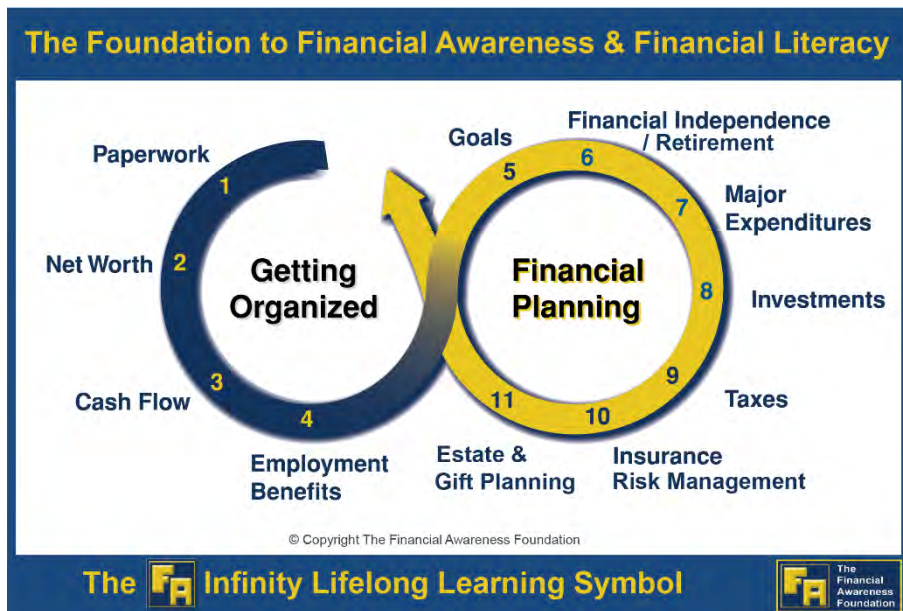 The Foundation to Financial Awareness & Financial Literacy
Paperwork
1
Net Worth
2
Cash Flow
3
4
Employment
Benefits
Getting
Organized
Goals
5
Financial Independence
/ Retirement
6
Major
Expenditures
7
Investments
8
Taxes
9
Insurance
Risk Management
10
Estate &
Gift Planning
11
Financial
Planning
© Copyright The Financial Awareness Foundation
The FA Infinity Lifelong Learning Symbol
FA
The
Financial
Awareness
Foundation